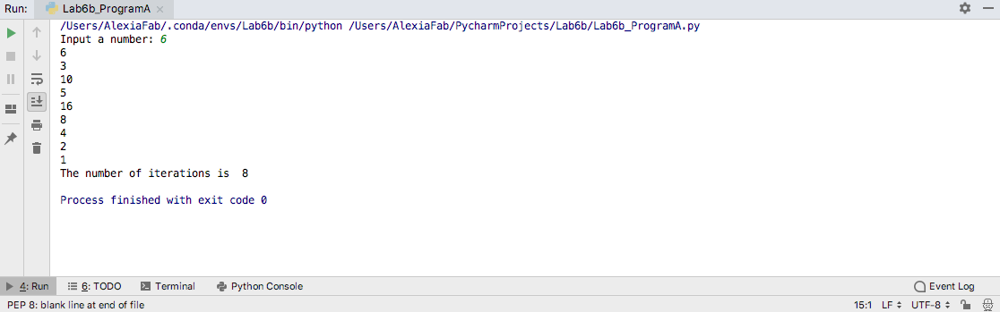 Run: Lab6b_ProgramA ×
/Users/AlexiaFab/.conda/envs/Lab6b/bin/python /Users/AlexiaFab/PycharmProjects/Lab6b/Lab6b_ProgramA.py
Input a number: 6
6
3
10
5
16
8
4
2
1
The number of iterations is  8
Process finished with exit code 0
4: Run 6: TODO Terminal Python Console Event Log
PEP 8: blank line at end of file 15:1 LF UTF-8